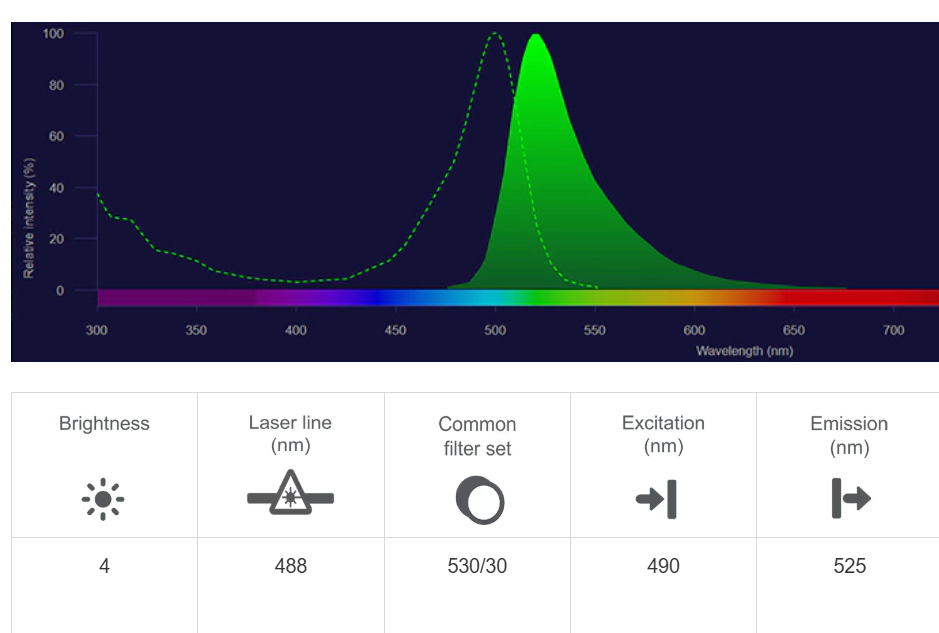 100
80
60
40
20
0
Relative intensity (%)
300 350 400 450 500 550 600 650 700
Wavelength (nm)
Brightness Laser line (nm) Common filter set Excitation (nm) Emission (nm)
4 488 530/30 490 525